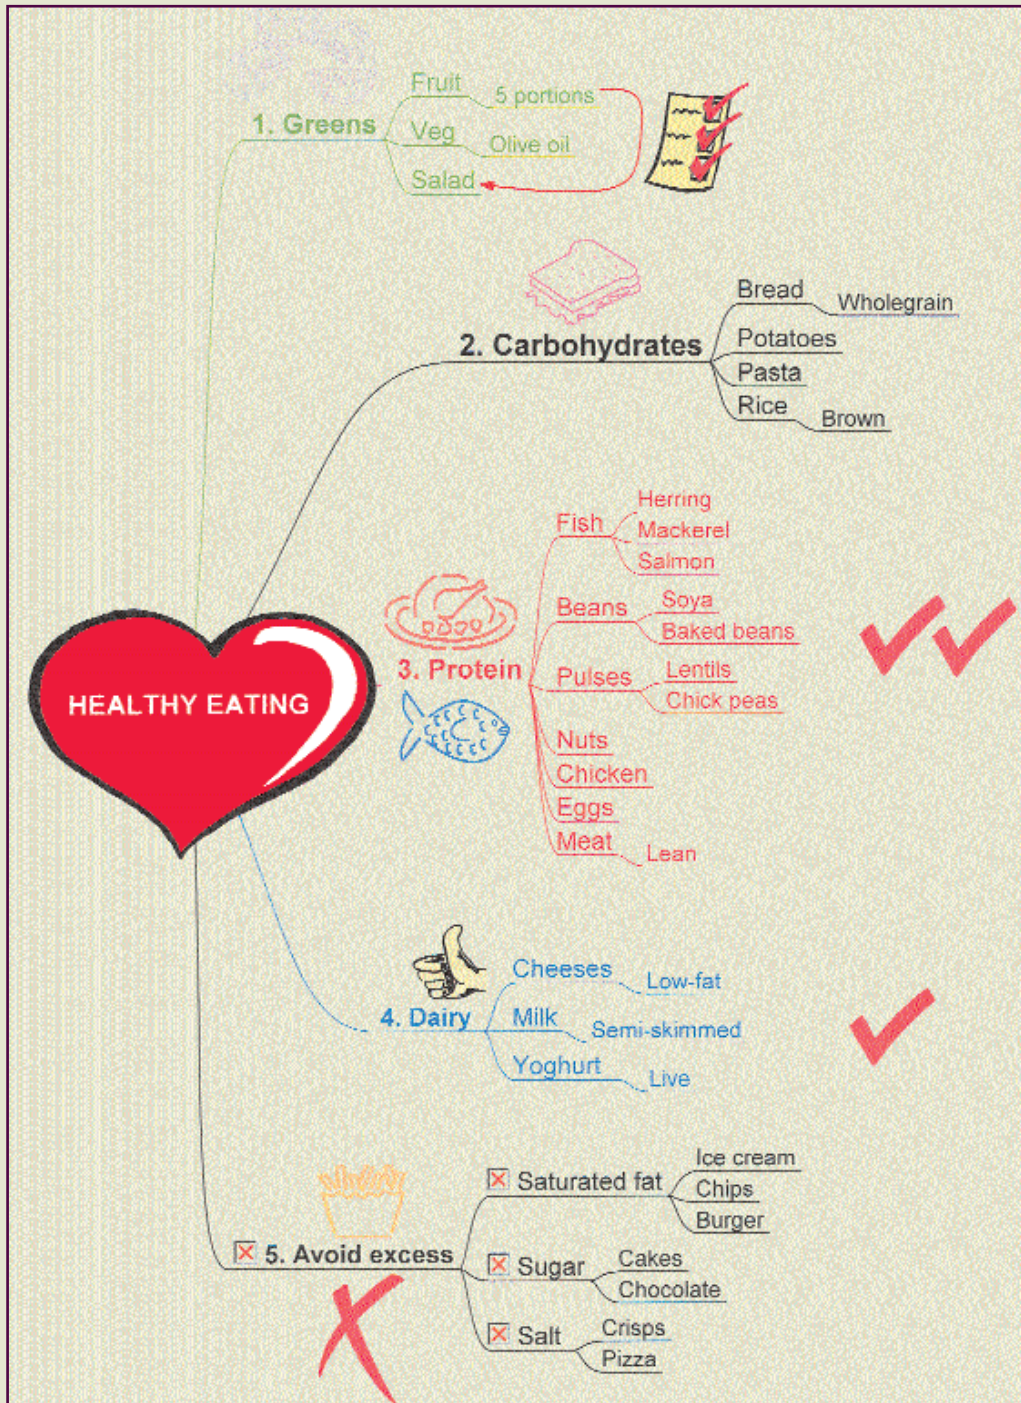 1. Greens
Fruit
5 portions
Veg
Olive oil
Salad
2. Carbohydrates
Bread
Wholegrain
Potatoes
Pasta
Rice
Brown
HEALTHY EATING
3. Protein
Fish
Herring
Mackerel
Salmon
Beans
Soya
Baked beans
Pulses
Lentils
Chick peas
Nuts
Chicken
Eggs
Meat
Lean
4. Dairy
Cheeses
Low-fat
Milk
Semi-skimmed
Yoghurt
Live
5. Avoid excess
Saturated fat
Ice cream
Chips
Burger
Sugar
Cakes
Chocolate
Salt
Crisps
Pizza